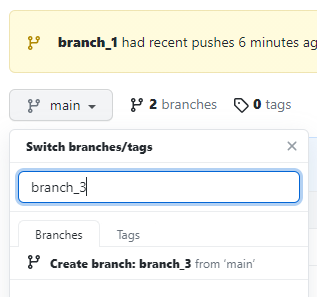 branch_1 had recent pushes 6 minutes ag
main 2 branches 0 tags
Switch branches/tags
branch_3
Branches Tags
Create branch: branch_3 from 'main'